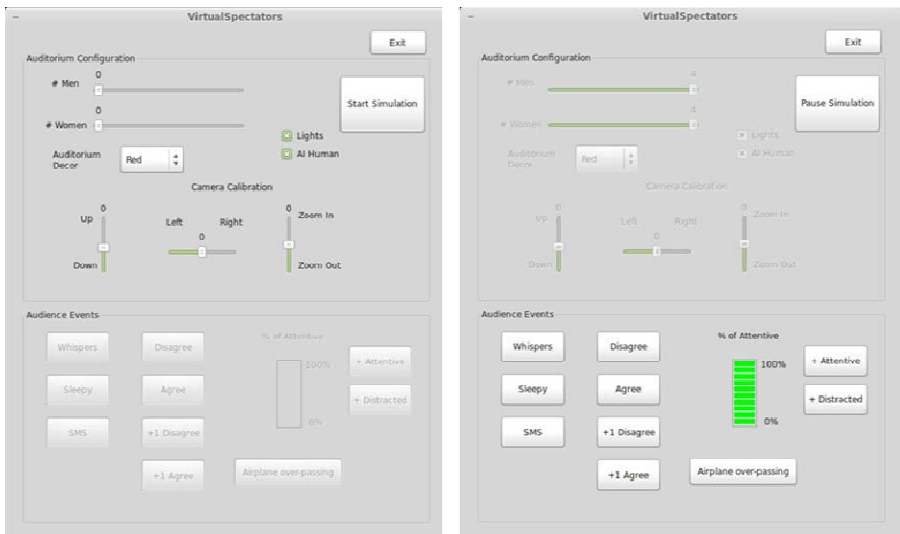 VirtualSpectators
Exit
Auditorium Configuration
0
# Men
Start Simulation
0
# Women
Lights
Auditorium Decor
Red
AI Human
Camera Calibration
0
0
Up
Left
Right
Zoom In
0
Down
Zoom Out
Audience Events
Whispers
Disagree
% of Attentive
100%
+ Attentive
Sleepy
Agree
+ Distracted
0%
SMS
+1 Disagree
+1 Agree
Airplane over-passing
VirtualSpectators
Exit
Auditorium Configuration
4
# Men
Pause Simulation
4
# Women
Lights
Auditorium Decor
Red
AI Human
Camera Calibration
0
0
Up
Left
Right
Zoom In
0
Down
Zoom Out
Audience Events
Whispers
Disagree
% of Attentive
100%
+ Attentive
Sleepy
Agree
+ Distracted
0%
SMS
+1 Disagree
+1 Agree
Airplane over-passing